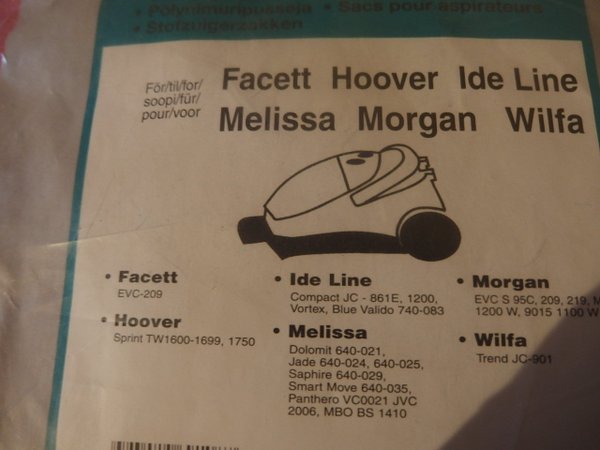 • Pölynimuripusseja • Sacs pour aspirateurs
• Stofzuigerzakken
För/til/for/
soopi/für/
pour/voor
Facett Hoover Ide Line
Melissa Morgan Wilfa
• Facett
EVC-209
• Hoover
Sprint TW1600-1699, 1750
• Ide Line
Compact JC - 861E, 1200,
Vortex, Blue Valido 740-083
• Melissa
Dolomit 640-021,
Jade 640-024, 640-025,
Saphire 640-029,
Smart Move 640-035,
Panthero VC0021 JVC
2006, MBO BS 1410
• Morgan
EVC S 95C, 209, 219,
1200 W, 9015 1100 W
• Wilfa
Trend JC-901